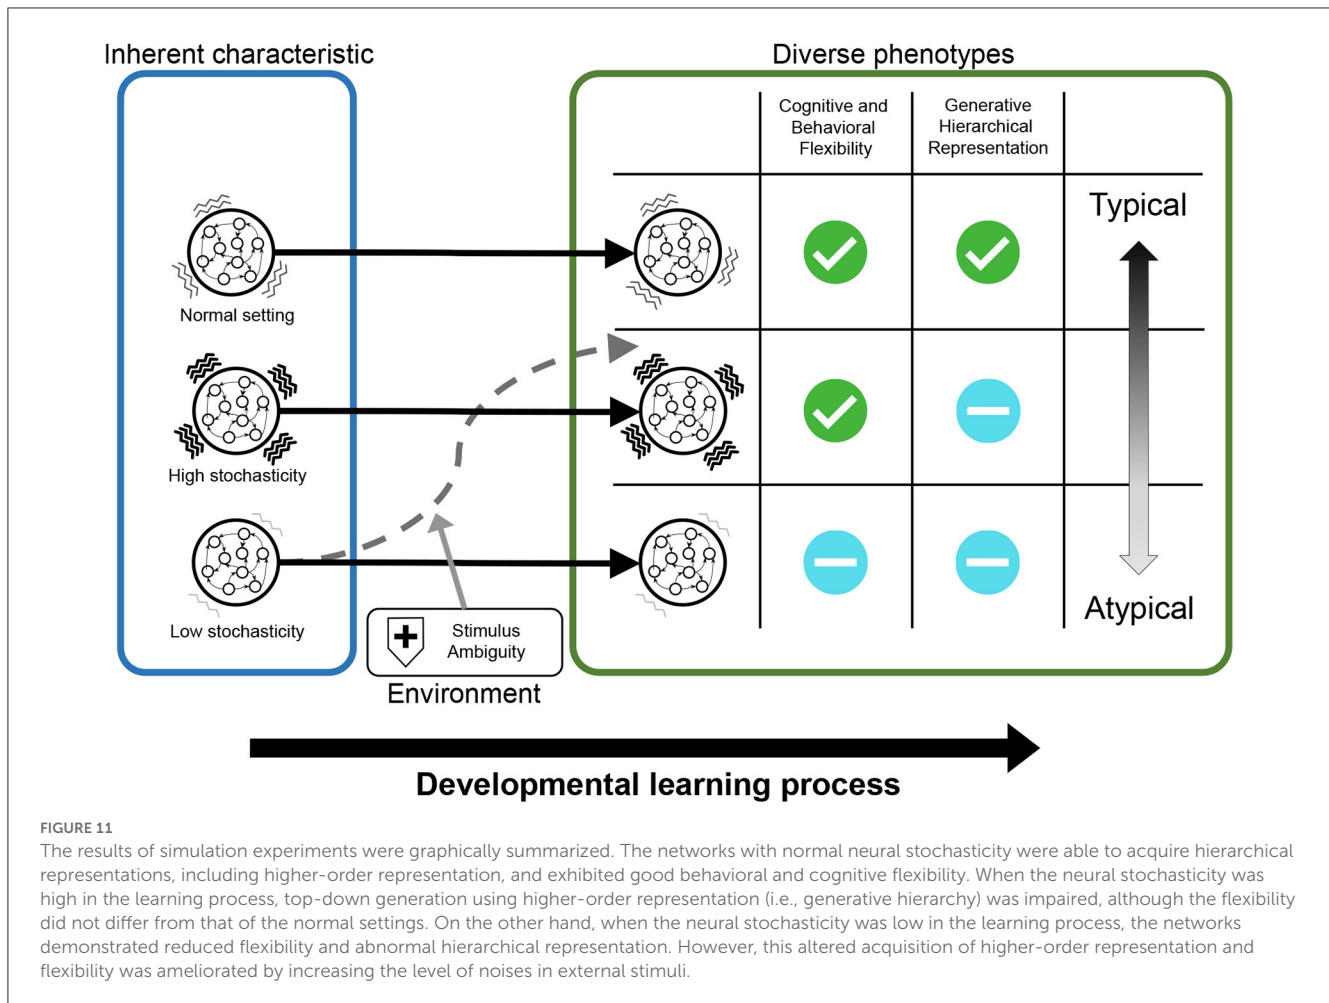 Inherent characteristic
Diverse phenotypes
Cognitive and
Behavioral
Flexibility
Generative
Hierarchical
Representation
Typical
Normal setting
High stochasticity
Low stochasticity
Atypical
Stimulus
Ambiguity
Environment
Developmental learning process
FIGURE 11
The results of simulation experiments were graphically summarized. The networks with normal neural stochasticity were able to acquire hierarchical
representations, including higher-order representation, and exhibited good behavioral and cognitive flexibility. When the neural stochasticity was
high in the learning process, top-down generation using higher-order representation (i.e., generative hierarchy) was impaired, although the flexibility
did not differ from that of the normal settings. On the other hand, when the neural stochasticity was low in the learning process, the networks
demonstrated reduced flexibility and abnormal hierarchical representation. However, this altered acquisition of higher-order representation and
flexibility was ameliorated by increasing the level of noises in external stimuli.